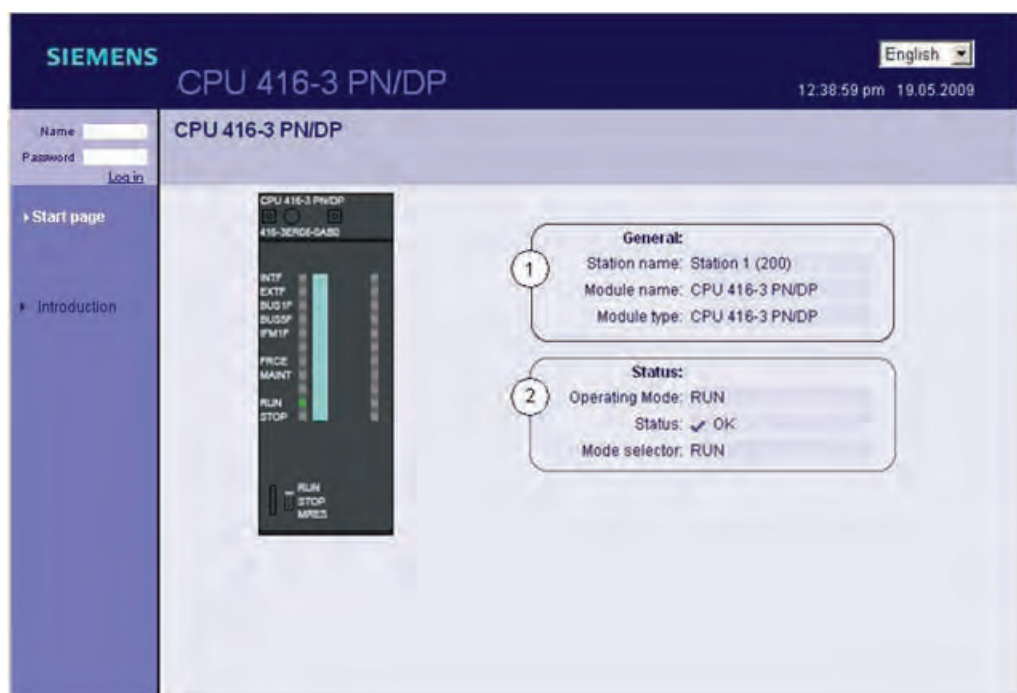 SIEMENS
CPU 416-3 PN/DP
English
12:38:59 pm 19.05.2009
Name
Password
Log in
CPU 416-3 PN/DP
Start page
Introduction
CPU 416-3 PN/DP
416-3ER06-0AB0
INTF
EXTF
BUS1F
BUS5F
IFM1F
FRCE
MAINT
RUN
STOP
RUN
STOP
MRES
1
General:
Station name: Station 1 (200)
Module name: CPU 416-3 PN/DP
Module type: CPU 416-3 PN/DP
2
Status:
Operating Mode: RUN
Status: ✓ OK
Mode selector: RUN